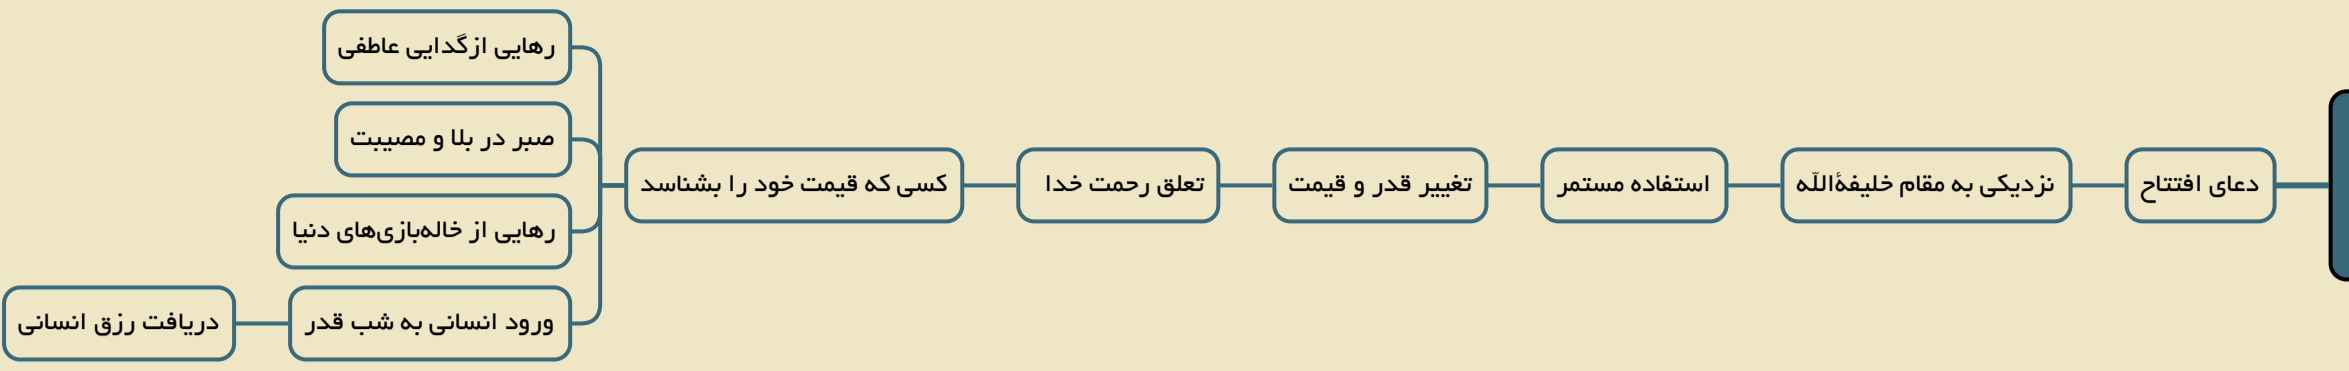 دعای افتتاح
نزدیکی به مقام خلیفۀاللّه
استفاده مستمر
تغییر قدر و قیمت
تعلق رحمت خدا
کسی که قیمت خود را بشناسد
رهایی ازگدایی عاطفی
صبر در بلا و مصیبت
رهایی از خاله‌بازی‌های دنیا
ورود انسانی به شب قدر
دریافت رزق انسانی